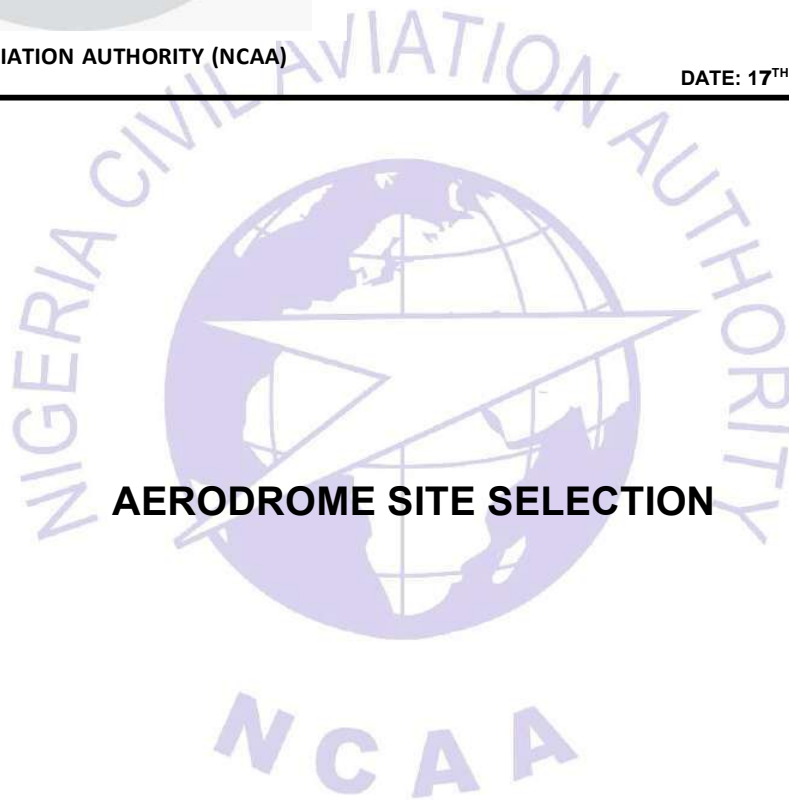 IATION AUTHORITY (NCAA)
DATE: 17TH
NIGERIA CIVIL AVIATION AUTHORITY
AERODROME SITE SELECTION
NCAA